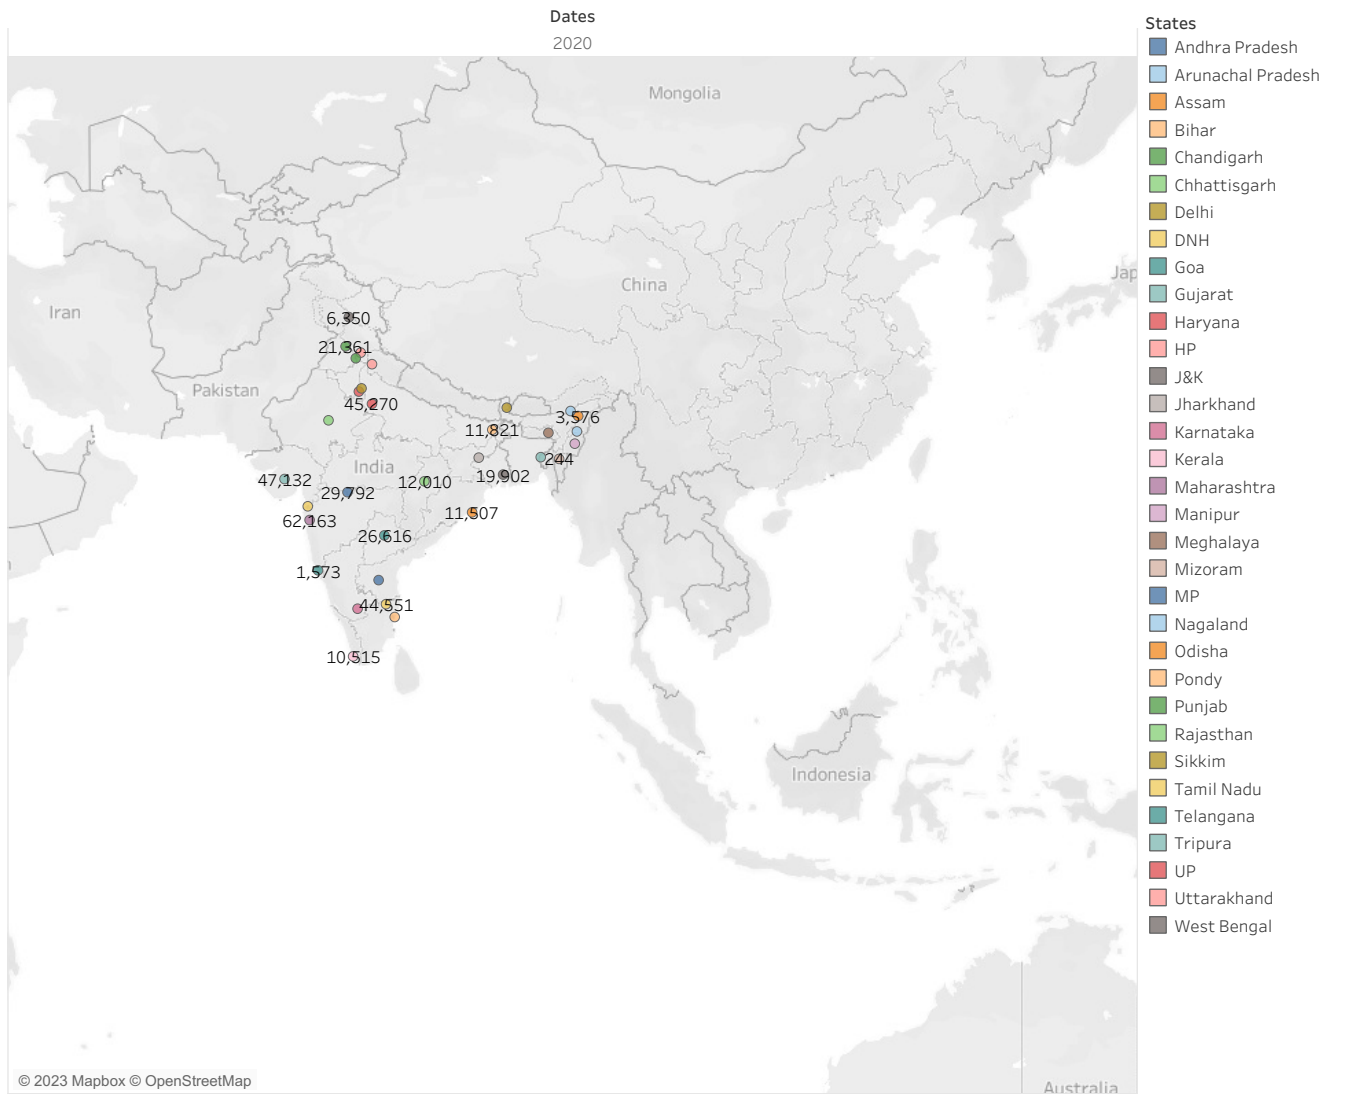 Dates
2020
States
Andhra Pradesh
Arunachal Pradesh
Assam
Bihar
Chandigarh
Chhattisgarh
Delhi
DNH
Goa
Gujarat
Haryana
HP
J&K
Jharkhand
Karnataka
Kerala
Maharashtra
Manipur
Meghalaya
Mizoram
MP
Nagaland
Odisha
Pondy
Punjab
Rajasthan
Sikkim
Tamil Nadu
Telangana
Tripura
UP
Uttarakhand
West Bengal
Mongolia
Jap
China
Iran
6,350
21,361
Pakistan
45,270
3,576
11,821
244
India
19,902
47,132
12,010
29,792
11,507
62,163
26,616
1,573
44,551
10,515
Indonesia
© 2023 Mapbox © OpenStreetMap
Australia